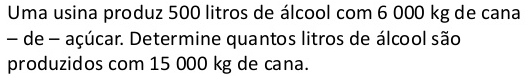 Uma usina produz 500 litros de álcool com 6 000 kg de cana
– de – açúcar. Determine quantos litros de álcool são
produzidos com 15 000 kg de cana.